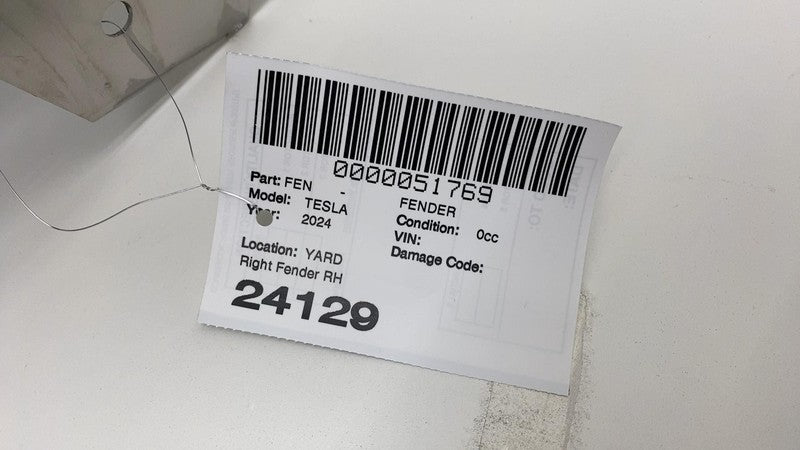 0000051769
Part: FEN -
FENDER
Model: TESLA
Condition: 0cc
Year: 2024
VIN:
Damage Code:
Location: YARD
Right Fender RH
24129